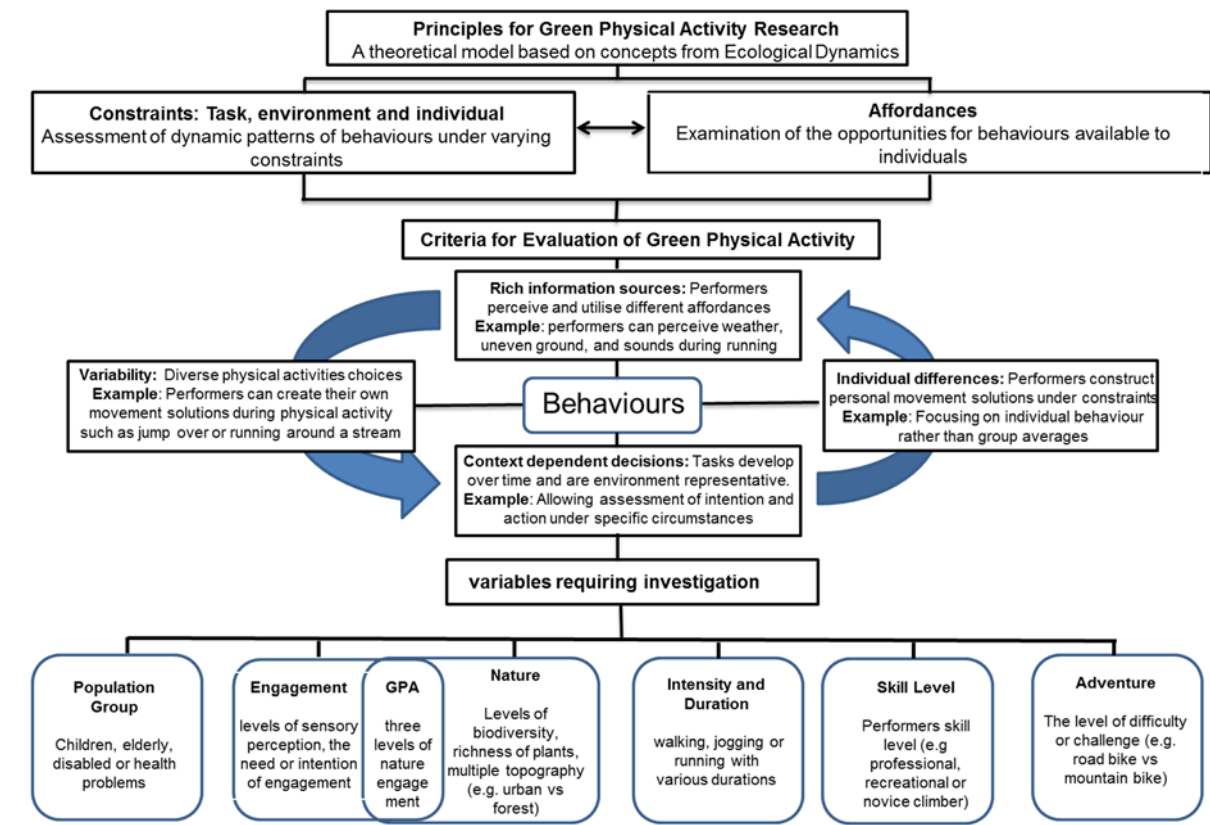 Principles for Green Physical Activity Research
A theoretical model based on concepts from Ecological Dynamics
Constraints: Task, environment and individual
Assessment of dynamic patterns of behaviours under varying
constraints
Affordances
Examination of the opportunities for behaviours available to
individuals
Criteria for Evaluation of Green Physical Activity
Rich information sources: Performers
perceive and utilise different affordances
Example: performers can perceive weather,
uneven ground, and sounds during running
Variability: Diverse physical activities choices
Example: Performers can create their own
movement solutions during physical activity
such as jump over or running around a stream
Behaviours
Individual differences: Performers construct
personal movement solutions under constraints
Example: Focusing on individual behaviour
rather than group averages
Context dependent decisions: Tasks develop
over time and are environment representative.
Example: Allowing assessment of intention and
action under specific circumstances
variables requiring investigation
Population
Group
Children, elderly,
disabled or health
problems
Engagement
levels of sensory
perception, the
need or intention
of engagement
GPA
three
levels of
nature
engage
ment
Nature
Levels of
biodiversity,
richness of plants,
multiple topography
(e.g. urban vs
forest)
Intensity and
Duration
walking, jogging or
running with
various durations
Skill Level
Performers skill
level (e.g
professional,
recreational or
novice climber)
Adventure
The level of difficulty
or challenge (e.g.
road bike vs
mountain bike)